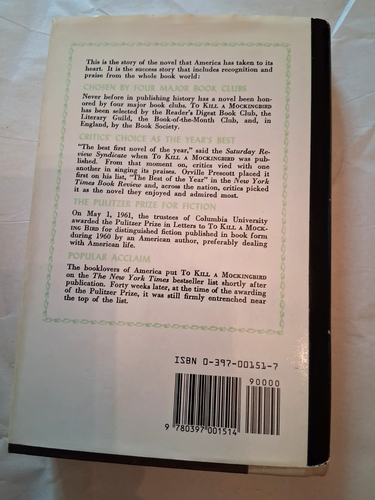 This is the story of the novel that America has taken to its
heart. It is the success story that includes recognition and
praise from the whole book world:
CHOSEN BY FOUR MAJOR BOOK CLUBS
Never before in publishing history has a novel been hon-
ored by four major book clubs. TO KILL A MOCKINGBIRD
has been selected by the Reader's Digest Book Club, the
Literary Guild, the Book-of-the-Month Club, and, in
England, by the Book Society.
CRITICS' CHOICE AS THE YEAR'S BEST
"The best first novel of the year," said the Saturday Re-
view Syndicate when TO KILL A MOCKINGBIRD was pub-
lished. From that moment on, critics vied with one
another in singing its praises. Orville Prescott placed it
first on his list, "The Best of the Year" in the New York
Times Book Review and, across the nation, critics picked
it as the novel they enjoyed and admired most.
THE PULITZER PRIZE FOR FICTION
On May 1, 1961, the trustees of Columbia University
awarded the Pulitzer Prize in Letters to TO KILL A MOCK-
ING BIRD for distinguished fiction published in book form
during 1960 by an American author, preferably dealing
with American life.
POPULAR ACCLAIM
The booklovers of America put TO KILL A MOCKINGBIRD
on the The New York Times bestseller list shortly after
publication. Forty weeks later, at the time of the awarding
of the Pulitzer Prize, it was still firmly entrenched near
the top of the list.
ISBN 0-397-00151-7
90000
9 780397 001514